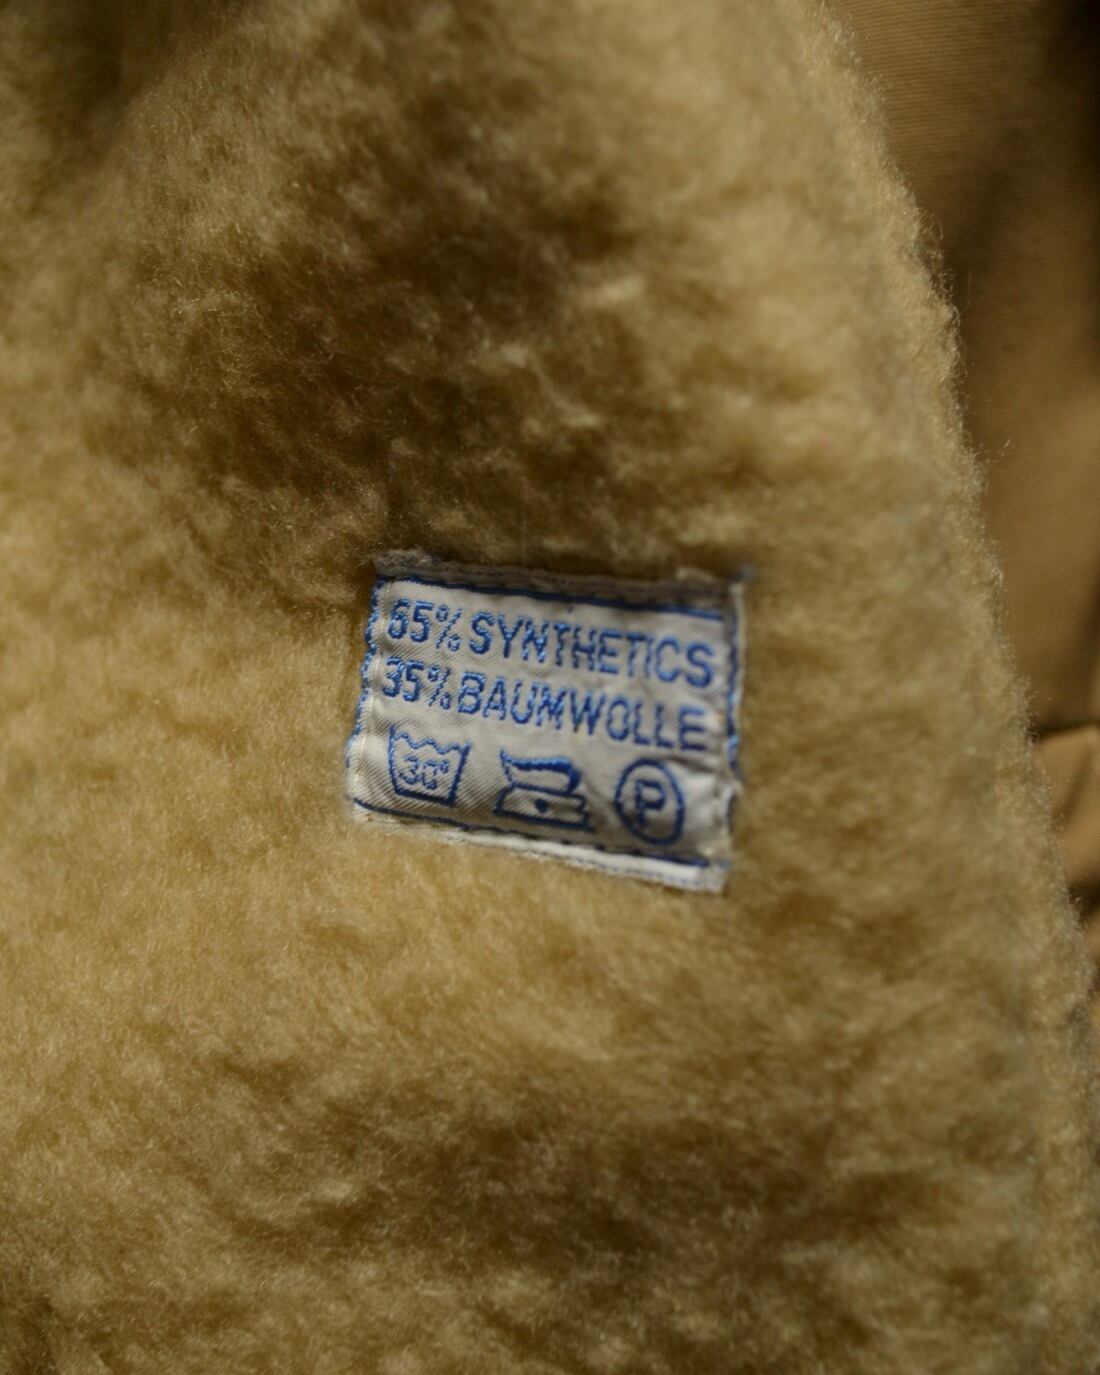 65% SYNTHETICS
35% BAUMWOLLE
30° P